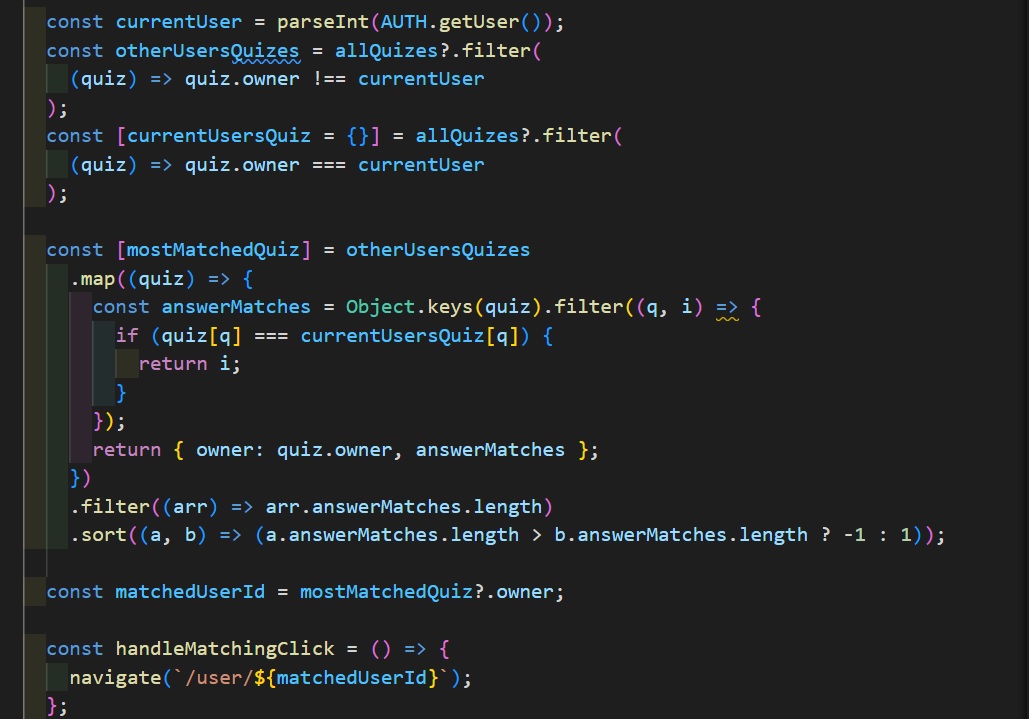 const currentUser = parseInt(AUTH.getUser());
const otherUsersQuizes = allQuizes?.filter(
  (quiz) => quiz.owner !== currentUser
);
const [currentUsersQuiz = {}] = allQuizes?.filter(
  (quiz) => quiz.owner === currentUser
);

const [mostMatchedQuiz] = otherUsersQuizes
  .map((quiz) => {
    const answerMatches = Object.keys(quiz).filter((q, i) => {
      if (quiz[q] === currentUsersQuiz[q]) {
        return i;
      }
    });
    return { owner: quiz.owner, answerMatches };
  })
  .filter((arr) => arr.answerMatches.length)
  .sort((a, b) => (a.answerMatches.length > b.answerMatches.length ? -1 : 1));

const matchedUserId = mostMatchedQuiz?.owner;

const handleMatchingClick = () => {
  navigate(`/user/${matchedUserId}`);
};